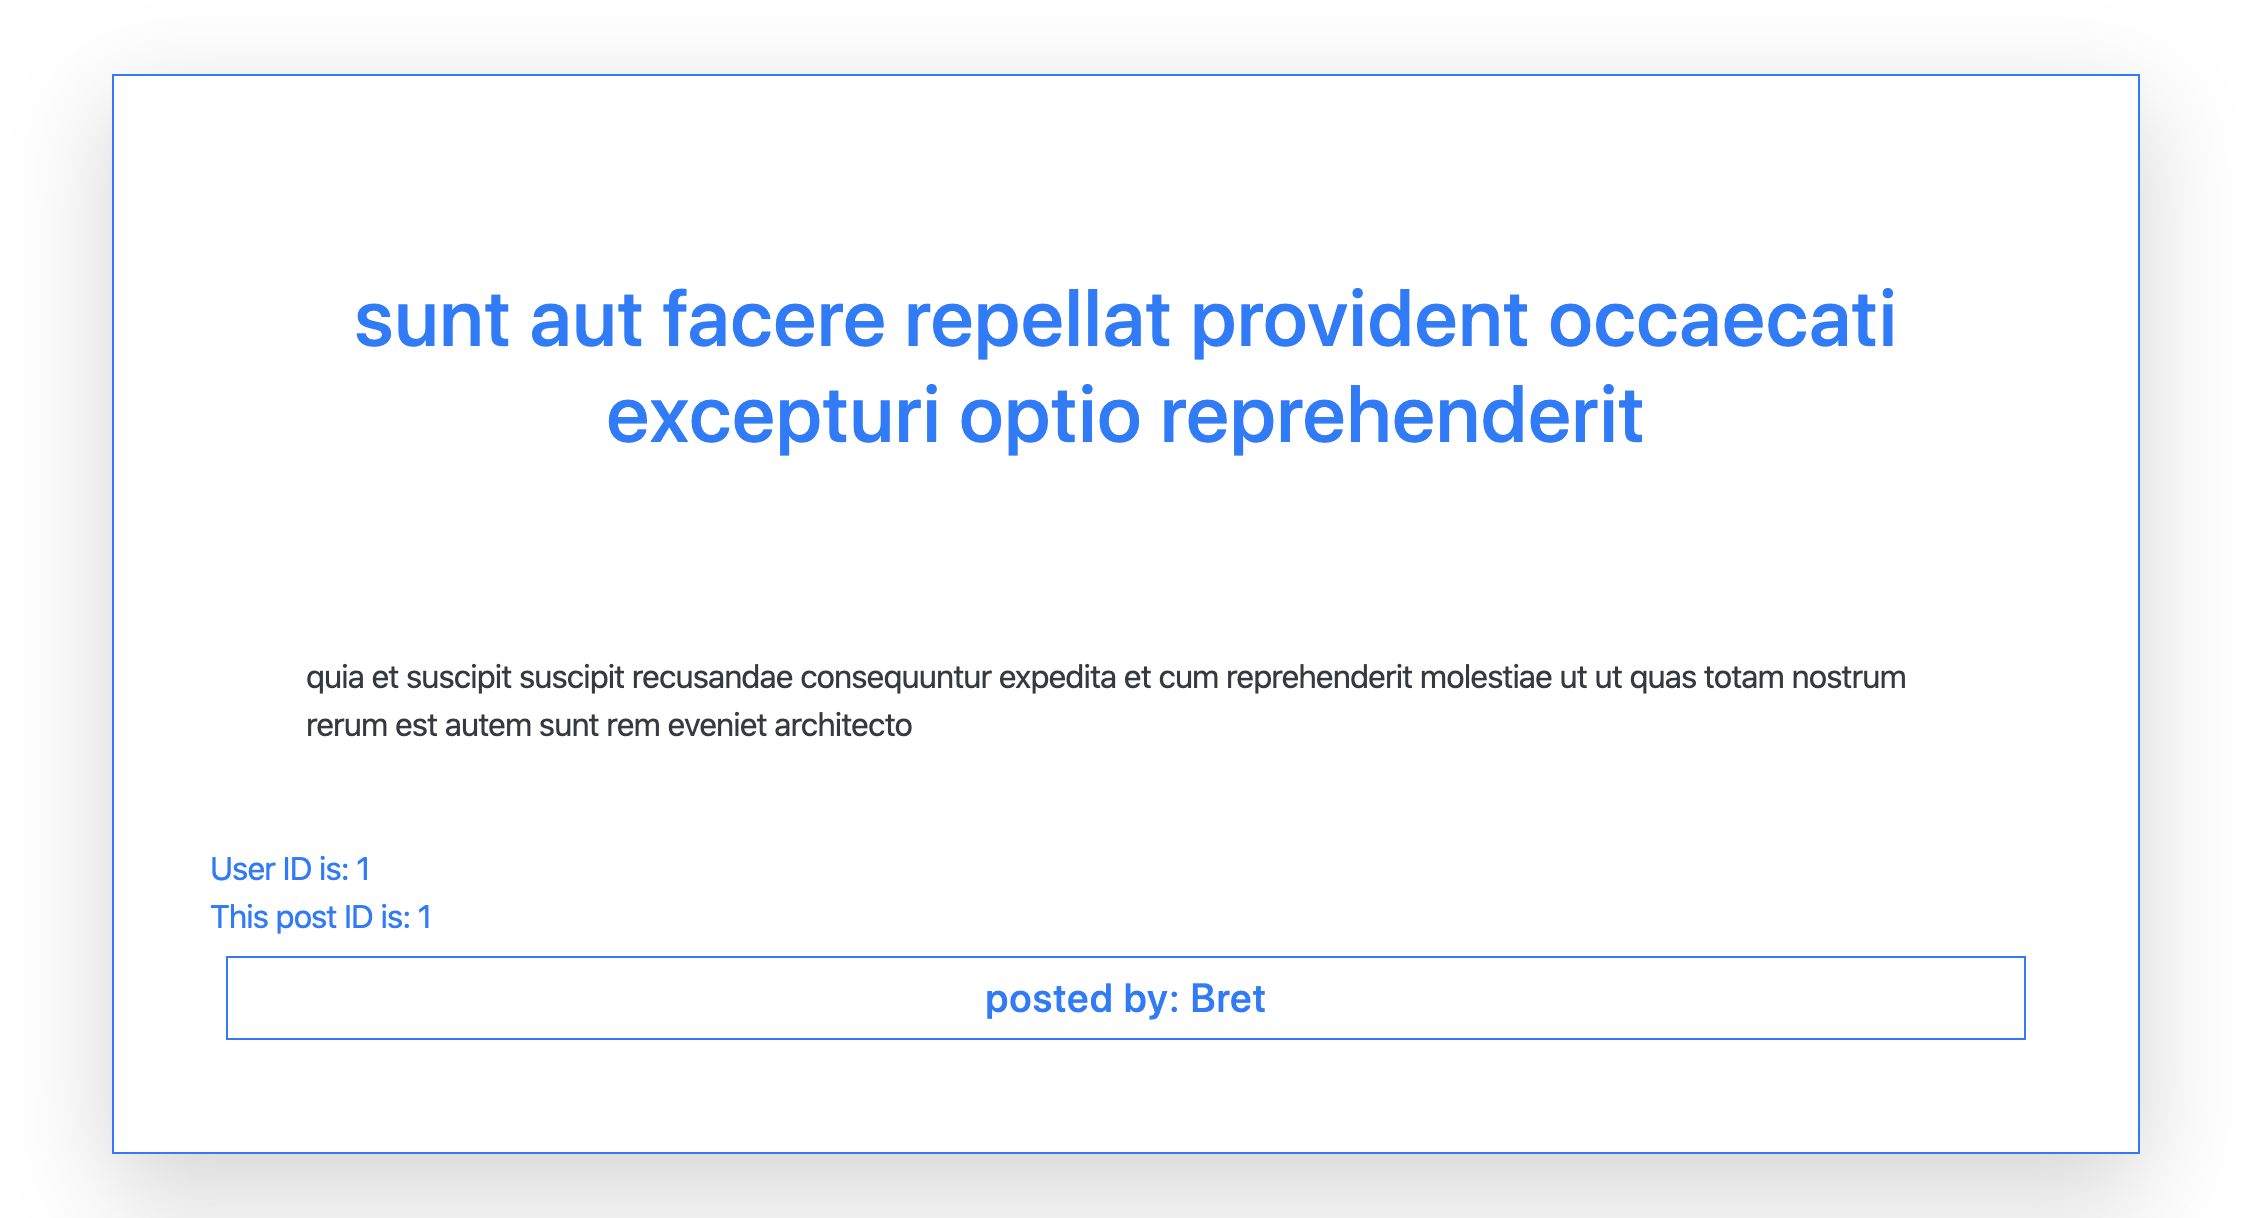 sunt aut facere repellat provident occaecati
excepturi optio reprehenderit
quia et suscipit suscipit recusandae consequuntur expedita et cum reprehenderit molestiae ut ut quas totam nostrum
rerum est autem sunt rem eveniet architecto
User ID is: 1
This post ID is: 1
posted by: Bret